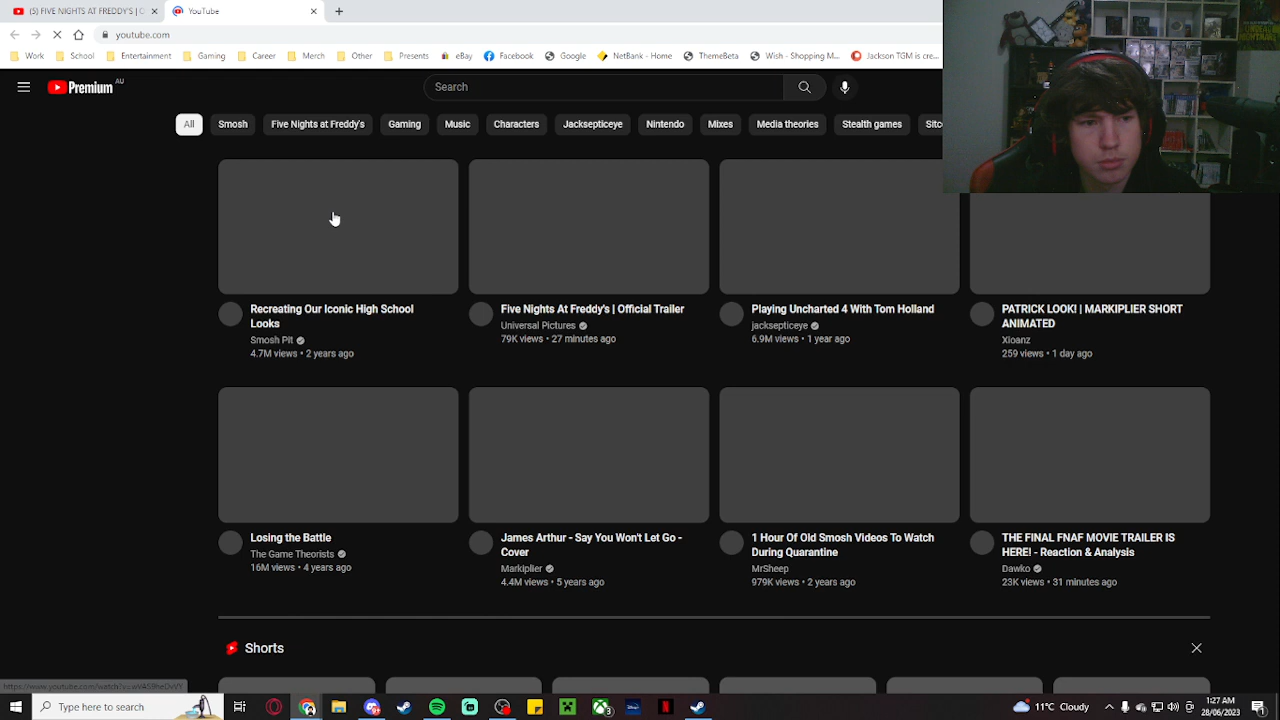 (5) FIVE NIGHTS AT FREDDY'S |
YouTube
youtube.com
Work School Entertainment Gaming Career Merch Other Presents eBay Facebook Google NetBank - Home ThemeBeta Wish - Shopping M... Jackson TGM is cre...
Premium AU
Search
All Smosh Five Nights at Freddy's Gaming Music Characters Jacksepticeye Nintendo Mixes Media theories Stealth games
Recreating Our Iconic High School
Looks
Smosh Pit
4.7M views • 2 years ago
Five Nights At Freddy's | Official Trailer
Universal Pictures
79K views • 27 minutes ago
Playing Uncharted 4 With Tom Holland
jacksepticeye
6.9M views • 1 year ago
PATRICK LOOK! | MARKIPLIER SHORT
ANIMATED
Xioanz
259 views • 1 day ago
Losing the Battle
The Game Theorists
16M views • 4 years ago
James Arthur - Say You Won't Let Go -
Cover
Markiplier
4.4M views • 5 years ago
1 Hour Of Old Smosh Videos To Watch
During Quarantine
MrSheep
979K views • 2 years ago
THE FINAL FNAF MOVIE TRAILER IS
HERE! - Reaction & Analysis
Dawko
23K views • 31 minutes ago
Shorts
Type here to search
11°C Cloudy
1:27 AM
28/06/2023